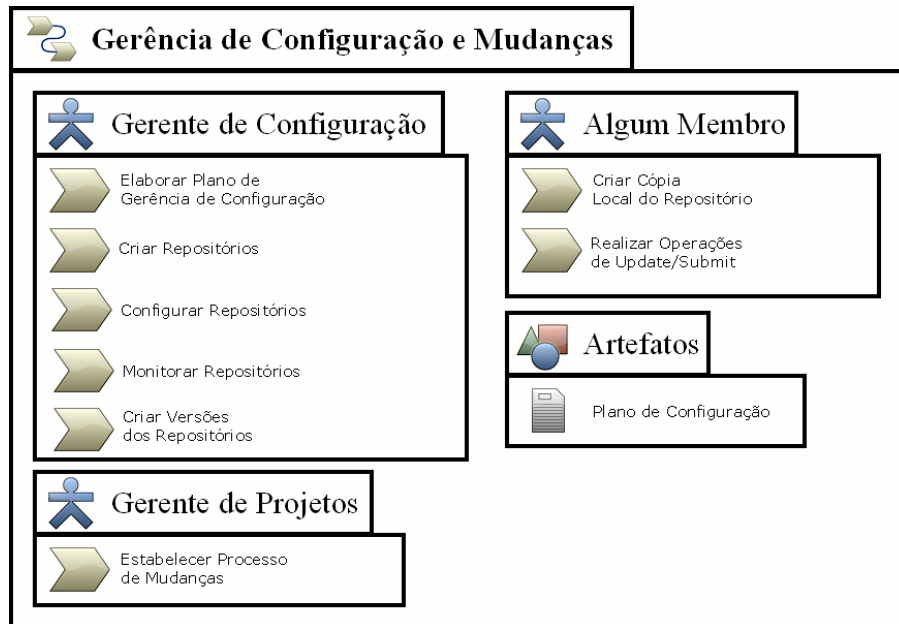 Gerência de Configuração e Mudanças
Gerente de Configuração
Elaborar Plano de
Gerência de Configuração
Criar Repositórios
Configurar Repositórios
Monitorar Repositórios
Criar Versões
dos Repositórios
Gerente de Projetos
Estabelecer Processo
de Mudanças
Algum Membro
Criar Cópia
Local do Repositório
Realizar Operações
de Update/Submit
Artefatos
Plano de Configuração